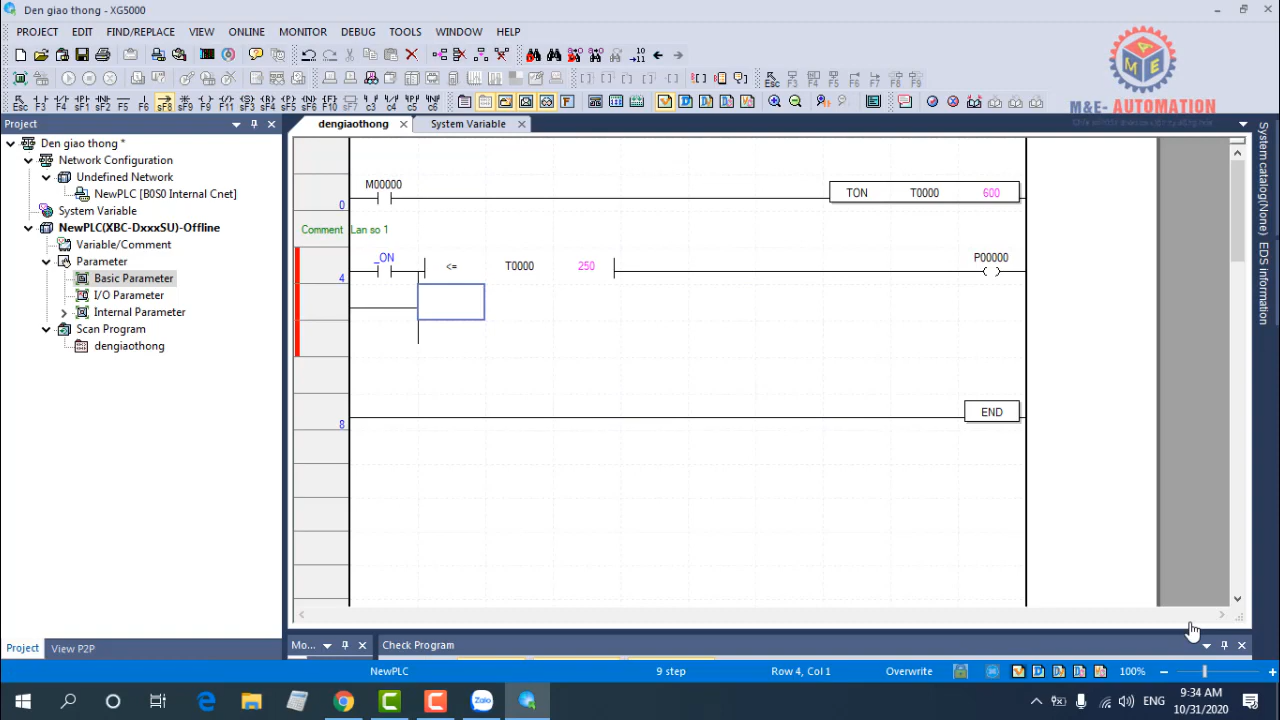 Den giao thong - XG5000
PROJECT EDIT FIND/REPLACE VIEW ONLINE MONITOR DEBUG TOOLS WINDOW HELP
M&E- AUTOMATION
Project
dengiaothong
System Variable
Den giao thong *
Network Configuration
Undefined Network
NewPLC [B0S0 Internal Cnet]
System Variable
NewPLC(XBC-DxxxSU)-Offline
Variable/Comment
Parameter
Basic Parameter
I/O Parameter
Internal Parameter
Scan Program
dengiaothong
M00000
TON T0000 600
0
Comment Lan so 1
_ON
<= T0000 250
P00000
4
END
8
System catalog(None)
EDS information
Project
View P2P
Mo...
Check Program
NewPLC
9 step
Row 4, Col 1
Overwrite
100%
ENG
9:34 AM
10/31/2020